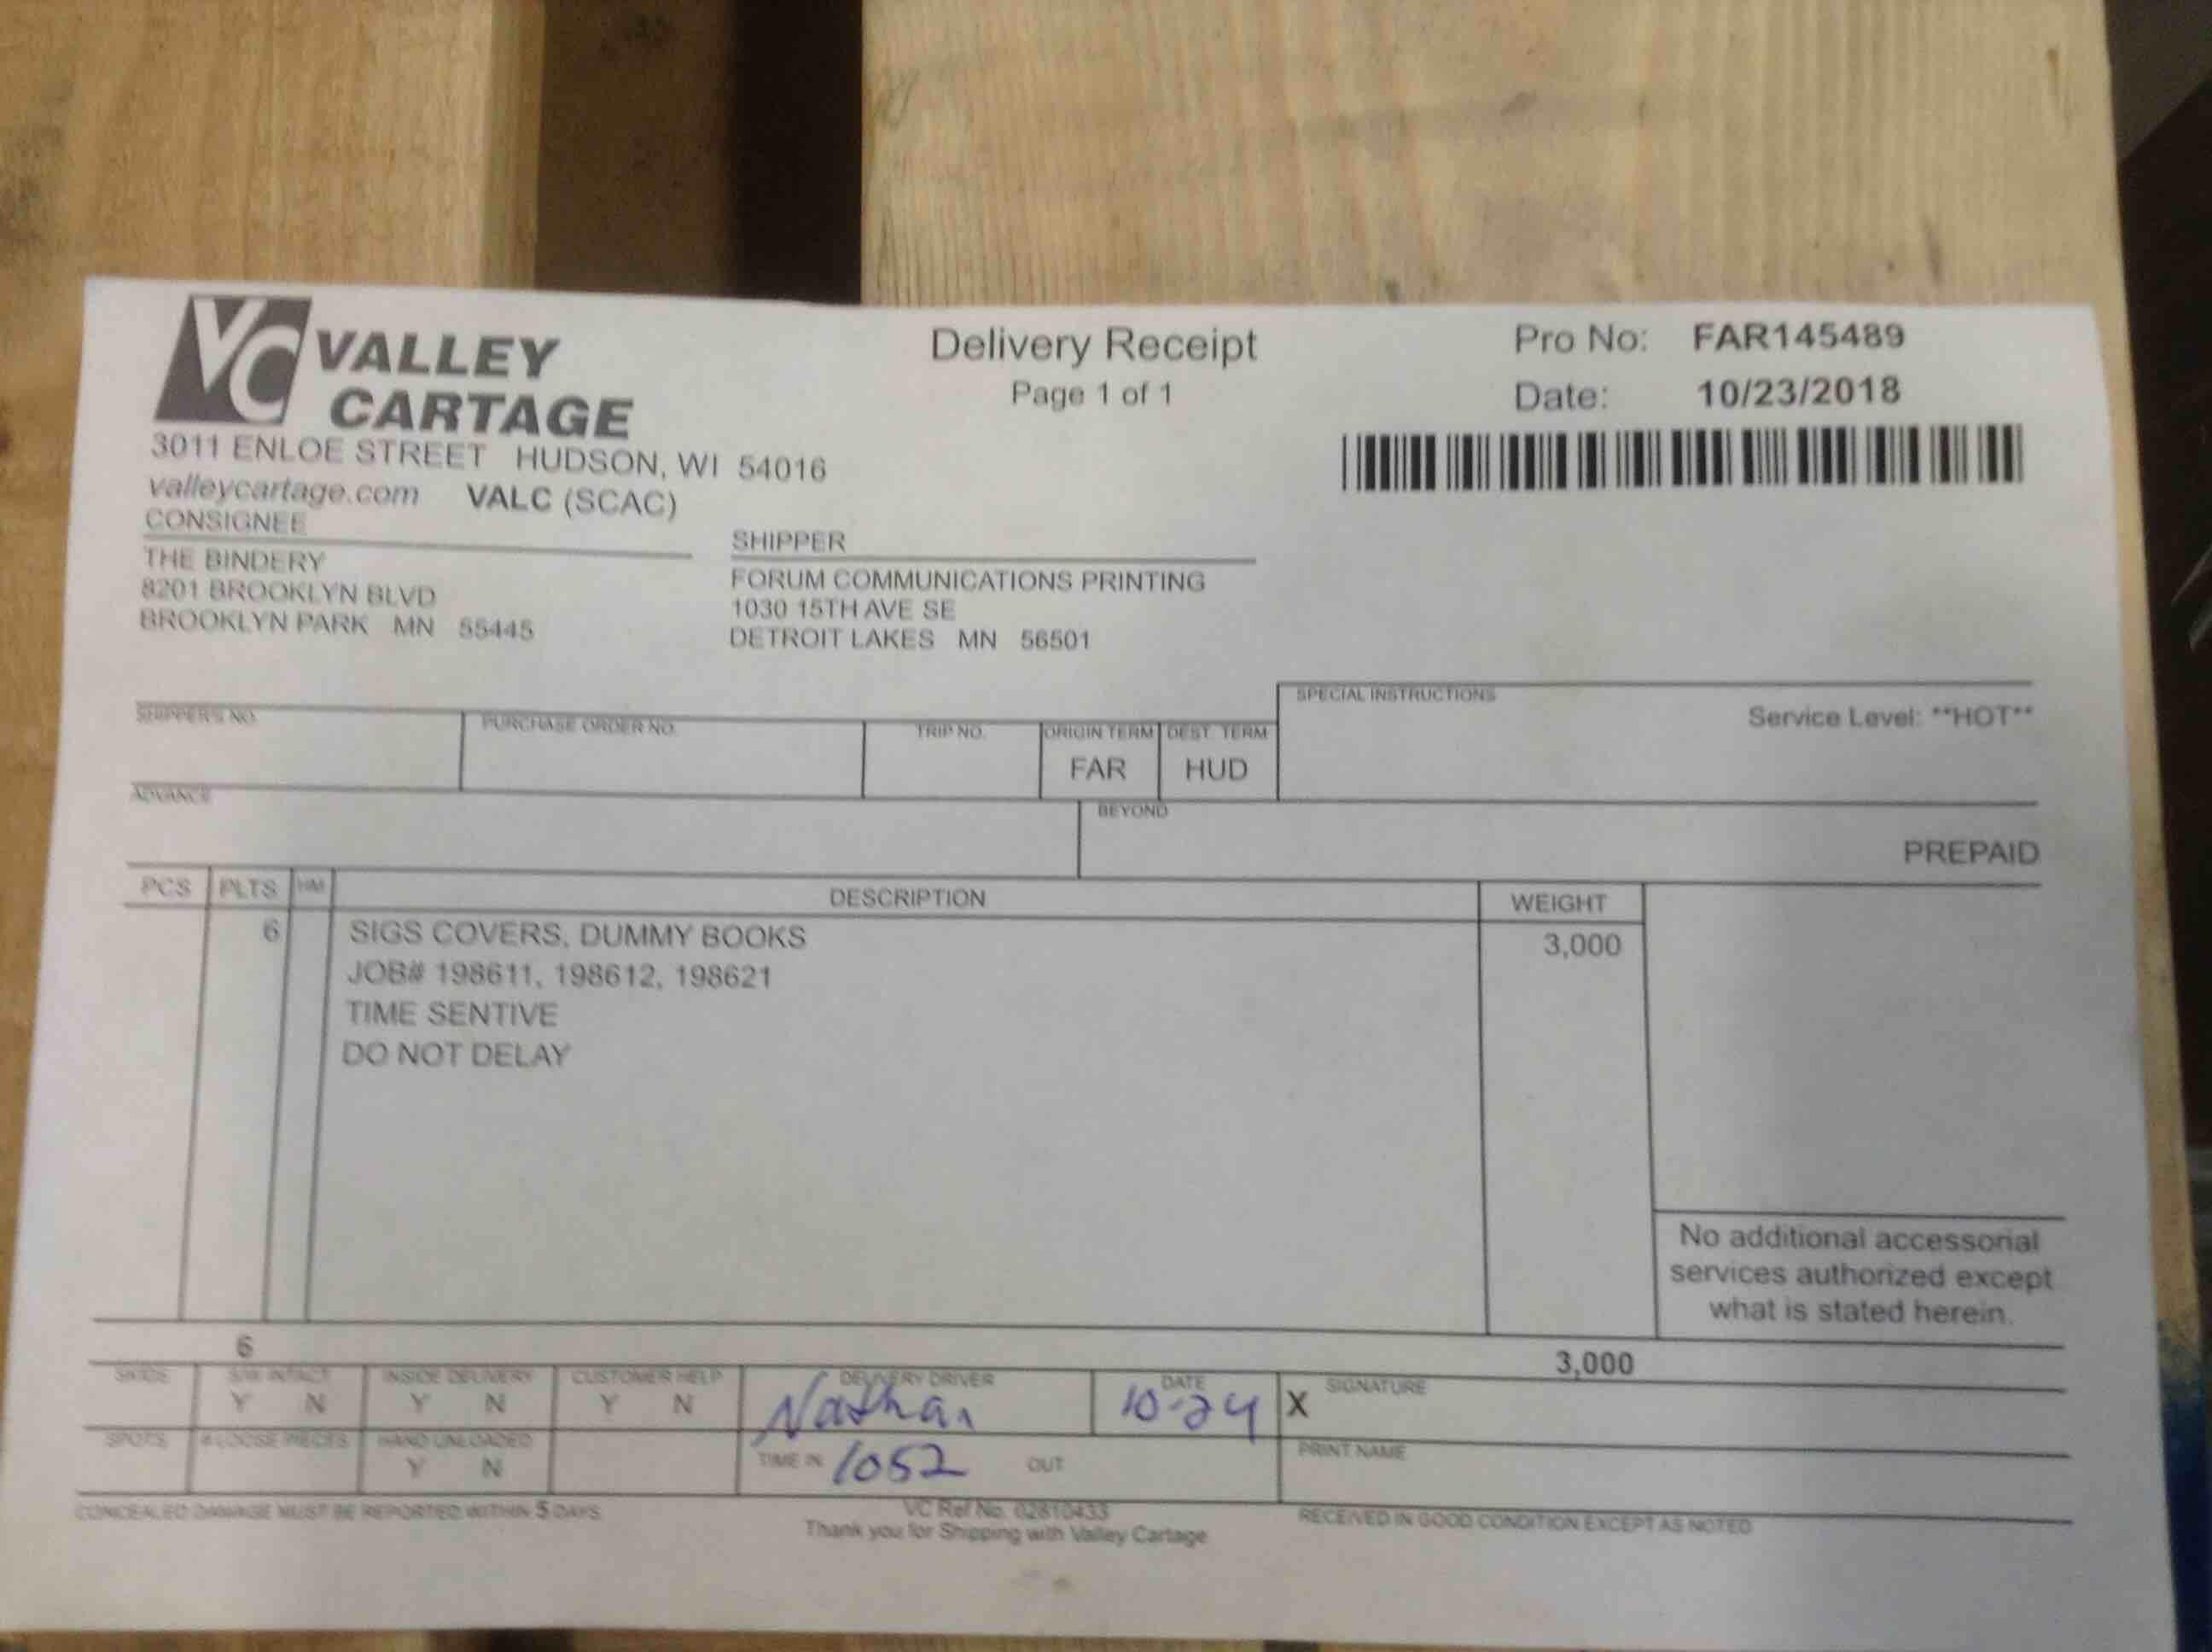 VC VALLEY CARTAGE
3011 ENLOE STREET HUDSON, WI 54016
valleycartage.com VALC (SCAC)
Delivery Receipt
Page 1 of 1
Pro No: FAR145489
Date: 10/23/2018
CONSIGNEE
THE BINDERY
8201 BROOKLYN BLVD
BROOKLYN PARK MN 55445
SHIPPER
FORUM COMMUNICATIONS PRINTING
1030 15TH AVE SE
DETROIT LAKES MN 56501
SHIPPER'S NO. PURCHASE ORDER NO. TRIP NO. ORIGIN TERM DEST. TERM SPECIAL INSTRUCTIONS
Service Level: **HOT**
FAR HUD
ADVANCE BEYOND
PREPAID
PCS PLTS HM DESCRIPTION WEIGHT
6 SIGS COVERS, DUMMY BOOKS 3,000
JOB# 198611, 198612, 198621
TIME SENTIVE
DO NOT DELAY
No additional accessorial
services authorized except
what is stated herein.
6 3,000
SKIDS S/W INTACT INSIDE DELIVERY CUSTOMER HELP DELIVERY DRIVER DATE SIGNATURE
Y N Y N Y N Nathan 10-24 X
SPOTS # LOOSE PIECES HAND UNLOADED TIME IN 1052 OUT PRINT NAME
Y N
CONCEALED DAMAGE MUST BE REPORTED WITHIN 5 DAYS VC Ref No. 02810433 RECEIVED IN GOOD CONDITION EXCEPT AS NOTED
Thank you for Shipping with Valley Cartage